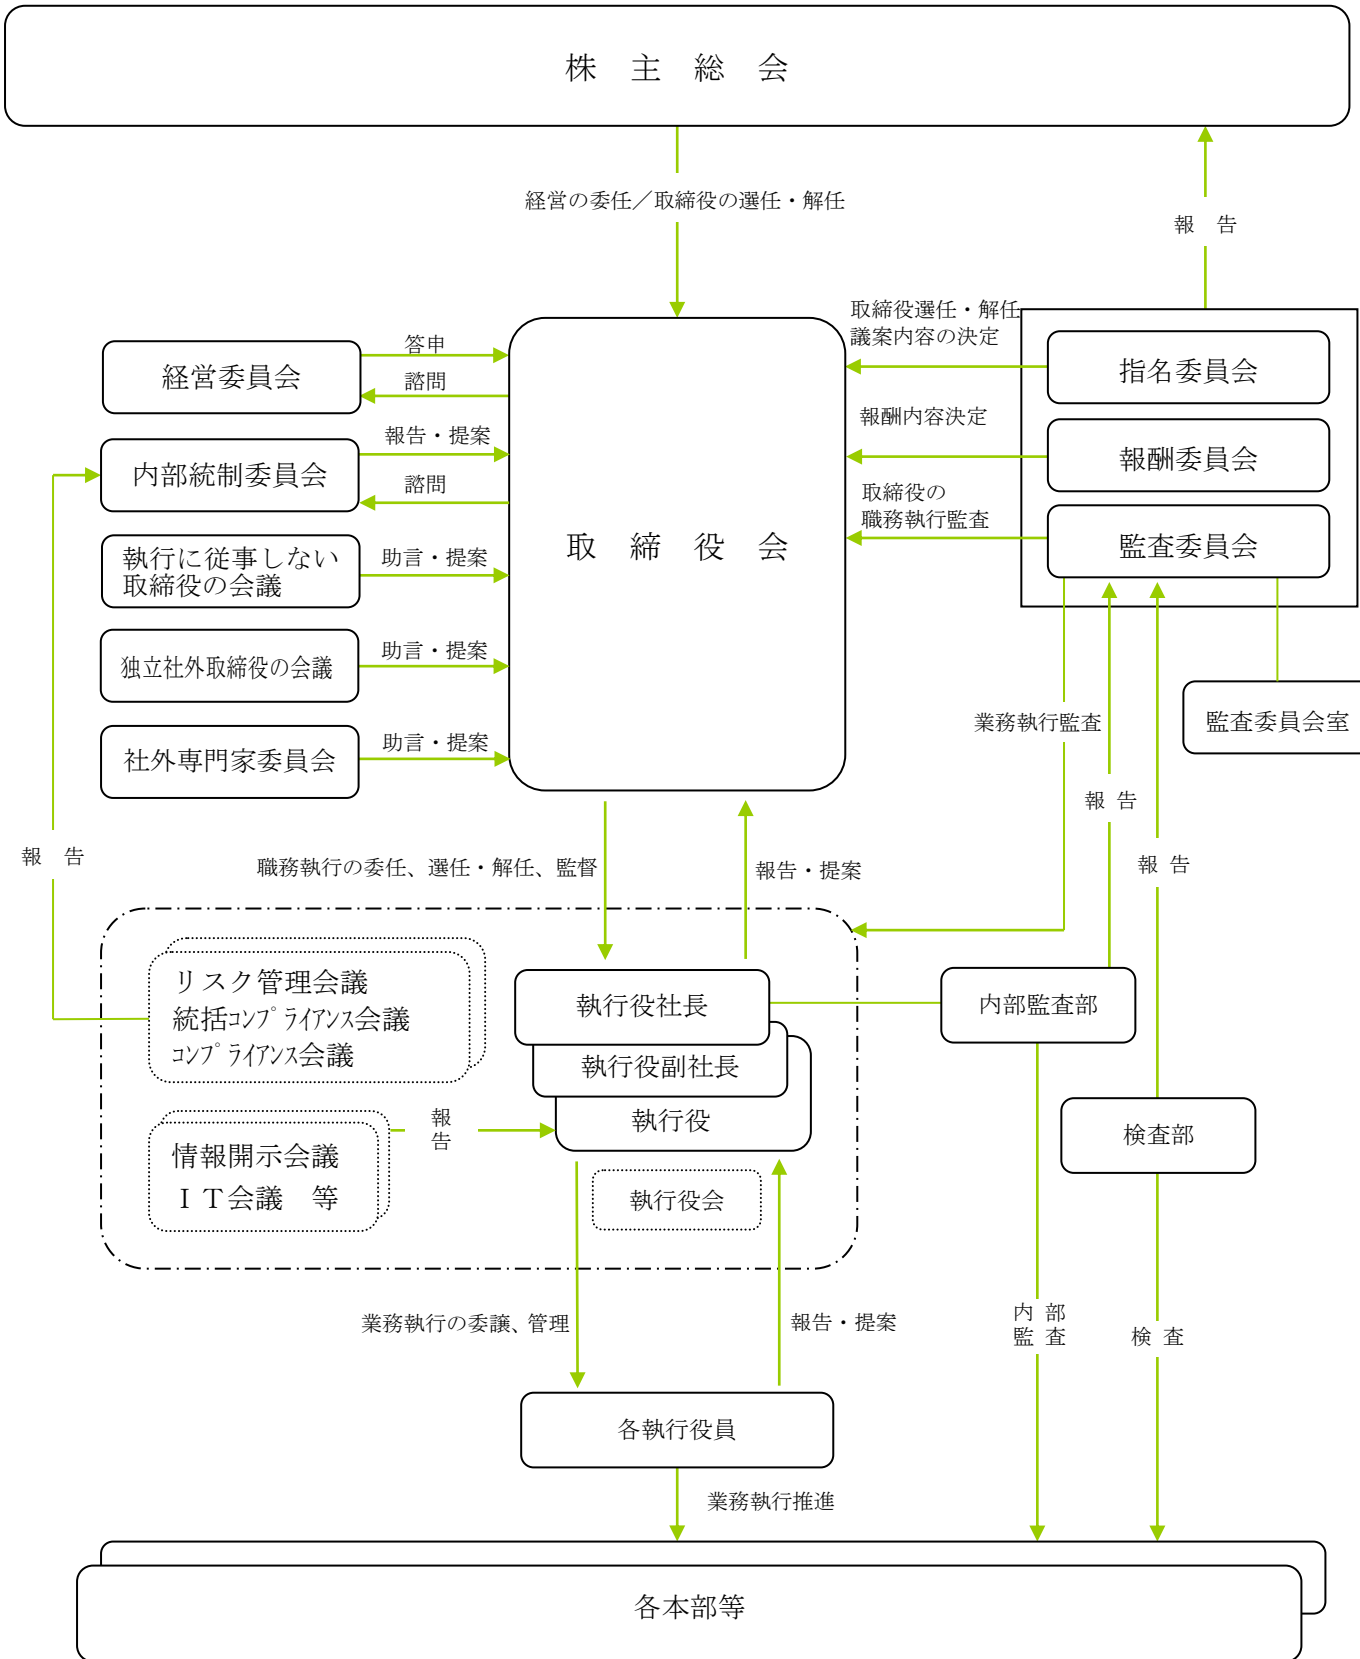 株　主　総　会
経営の委任／取締役の選任・解任
報　告
取締役選任・解任
議案内容の決定
指名委員会
報酬内容決定
報酬委員会
取締役の
職務執行監査
監査委員会
監査委員会室
経営委員会
答申
諮問
内部統制委員会
報告・提案
諮問
執行に従事しない
取締役の会議
助言・提案
独立社外取締役の会議
助言・提案
社外専門家委員会
助言・提案
取　締　役　会
業務執行監査
報 告
報 告
報　告
職務執行の委任、選任・解任、監督
報告・提案
リスク管理会議
統括ｺﾝﾌﾟﾗｲｱﾝｽ会議
ｺﾝﾌﾟﾗｲｱﾝｽ会議
執行役社長
執行役副社長
執行役
内部監査部
検査部
情報開示会議
ＩＴ会議　等
報
告
執行役会
業務執行の委譲、管理
報告・提案
内 部
監 査
検 査
各執行役員
業務執行推進
各本部等